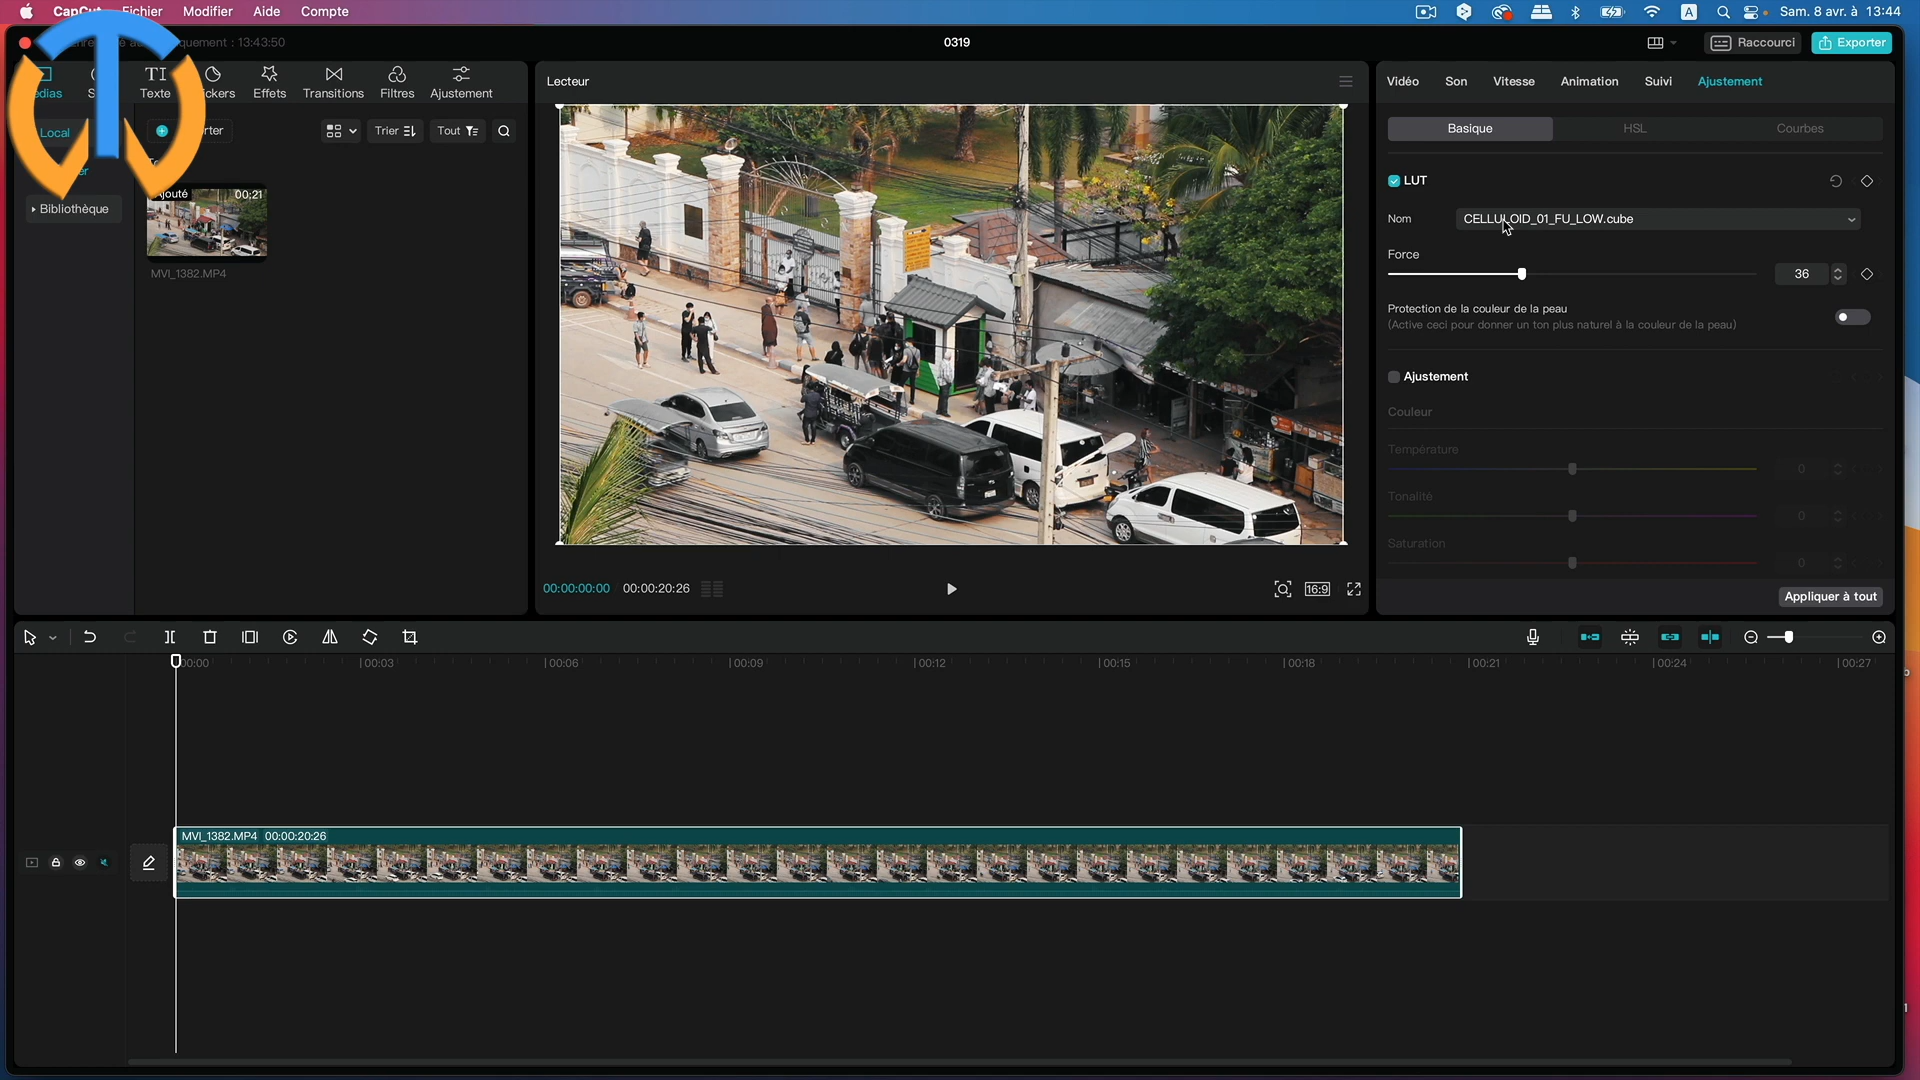 CapCut Fichier Modifier Aide Compte
A Sam. 8 avr. à 13:44
quement : 13:43:50
0319
Raccourci Exporter
Texte Effets Transitions Filtres Ajustement
Lecteur
Vidéo Son Vitesse Animation Suivi Ajustement
Local
Trier Tout
Bibliothèque
Ajouté 00:21
MVI_1382.MP4
Basique HSL Courbes
LUT
Nom CELLULOID_01_FU_LOW.cube
Force
36
Protection de la couleur de la peau
(Active ceci pour donner un ton plus naturel à la couleur de la peau)
Ajustement
Couleur
Température
0
Tonalité
0
Saturation
0
Appliquer à tout
00:00:00:00 00:00:20:26
16:9
00:00 00:03 00:06 00:09 00:12 00:15 00:18 00:21 00:24 00:27
MVI_1382.MP4 00:00:20:26